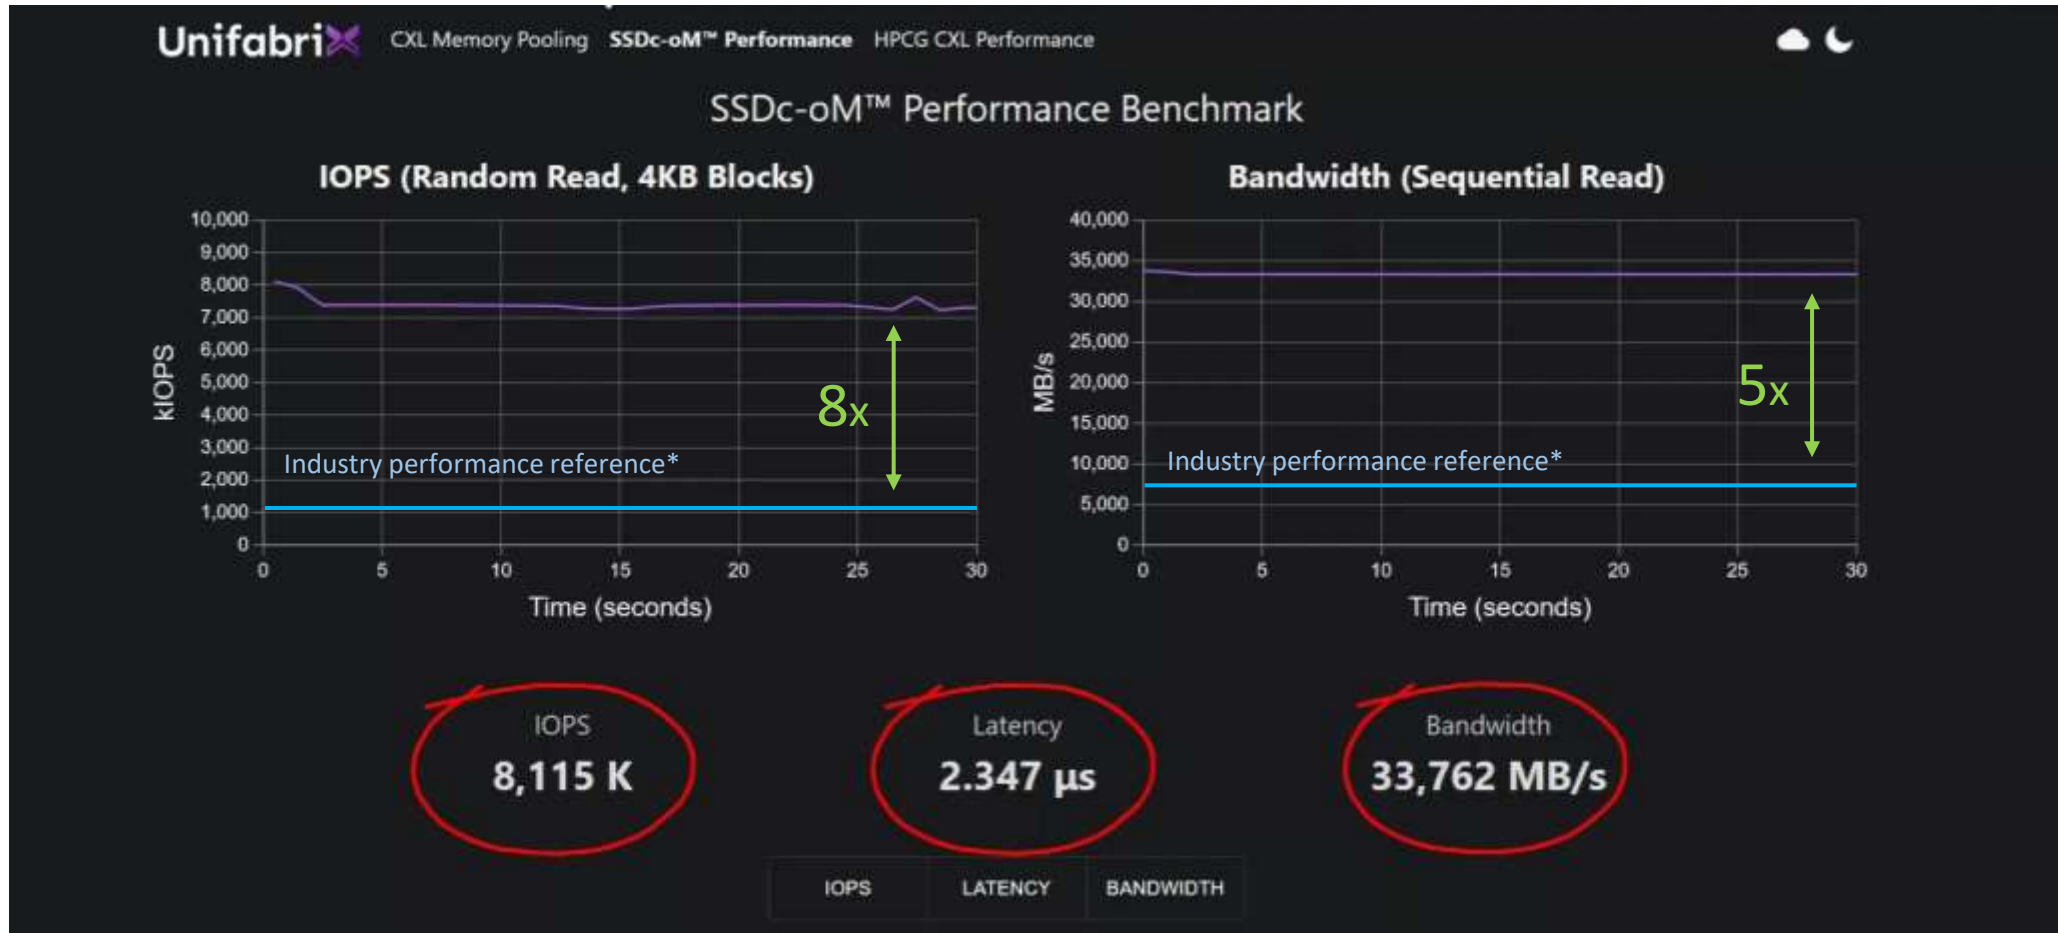 UnifabriX CXL Memory Pooling SSDc-oM™ Performance HPCG CXL Performance
SSDc-oM™ Performance Benchmark
IOPS (Random Read, 4KB Blocks)
10,000
9,000
8,000
7,000
6,000
5,000
4,000
3,000
2,000
1,000
0
kIOPS
8x
Industry performance reference*
0 5 10 15 20 25 30
Time (seconds)
Bandwidth (Sequential Read)
40,000
35,000
30,000
25,000
20,000
15,000
10,000
5,000
0
MB/s
5x
Industry performance reference*
0 5 10 15 20 25 30
Time (seconds)
IOPS
8,115 K
Latency
2.347 µs
Bandwidth
33,762 MB/s
IOPS LATENCY BANDWIDTH